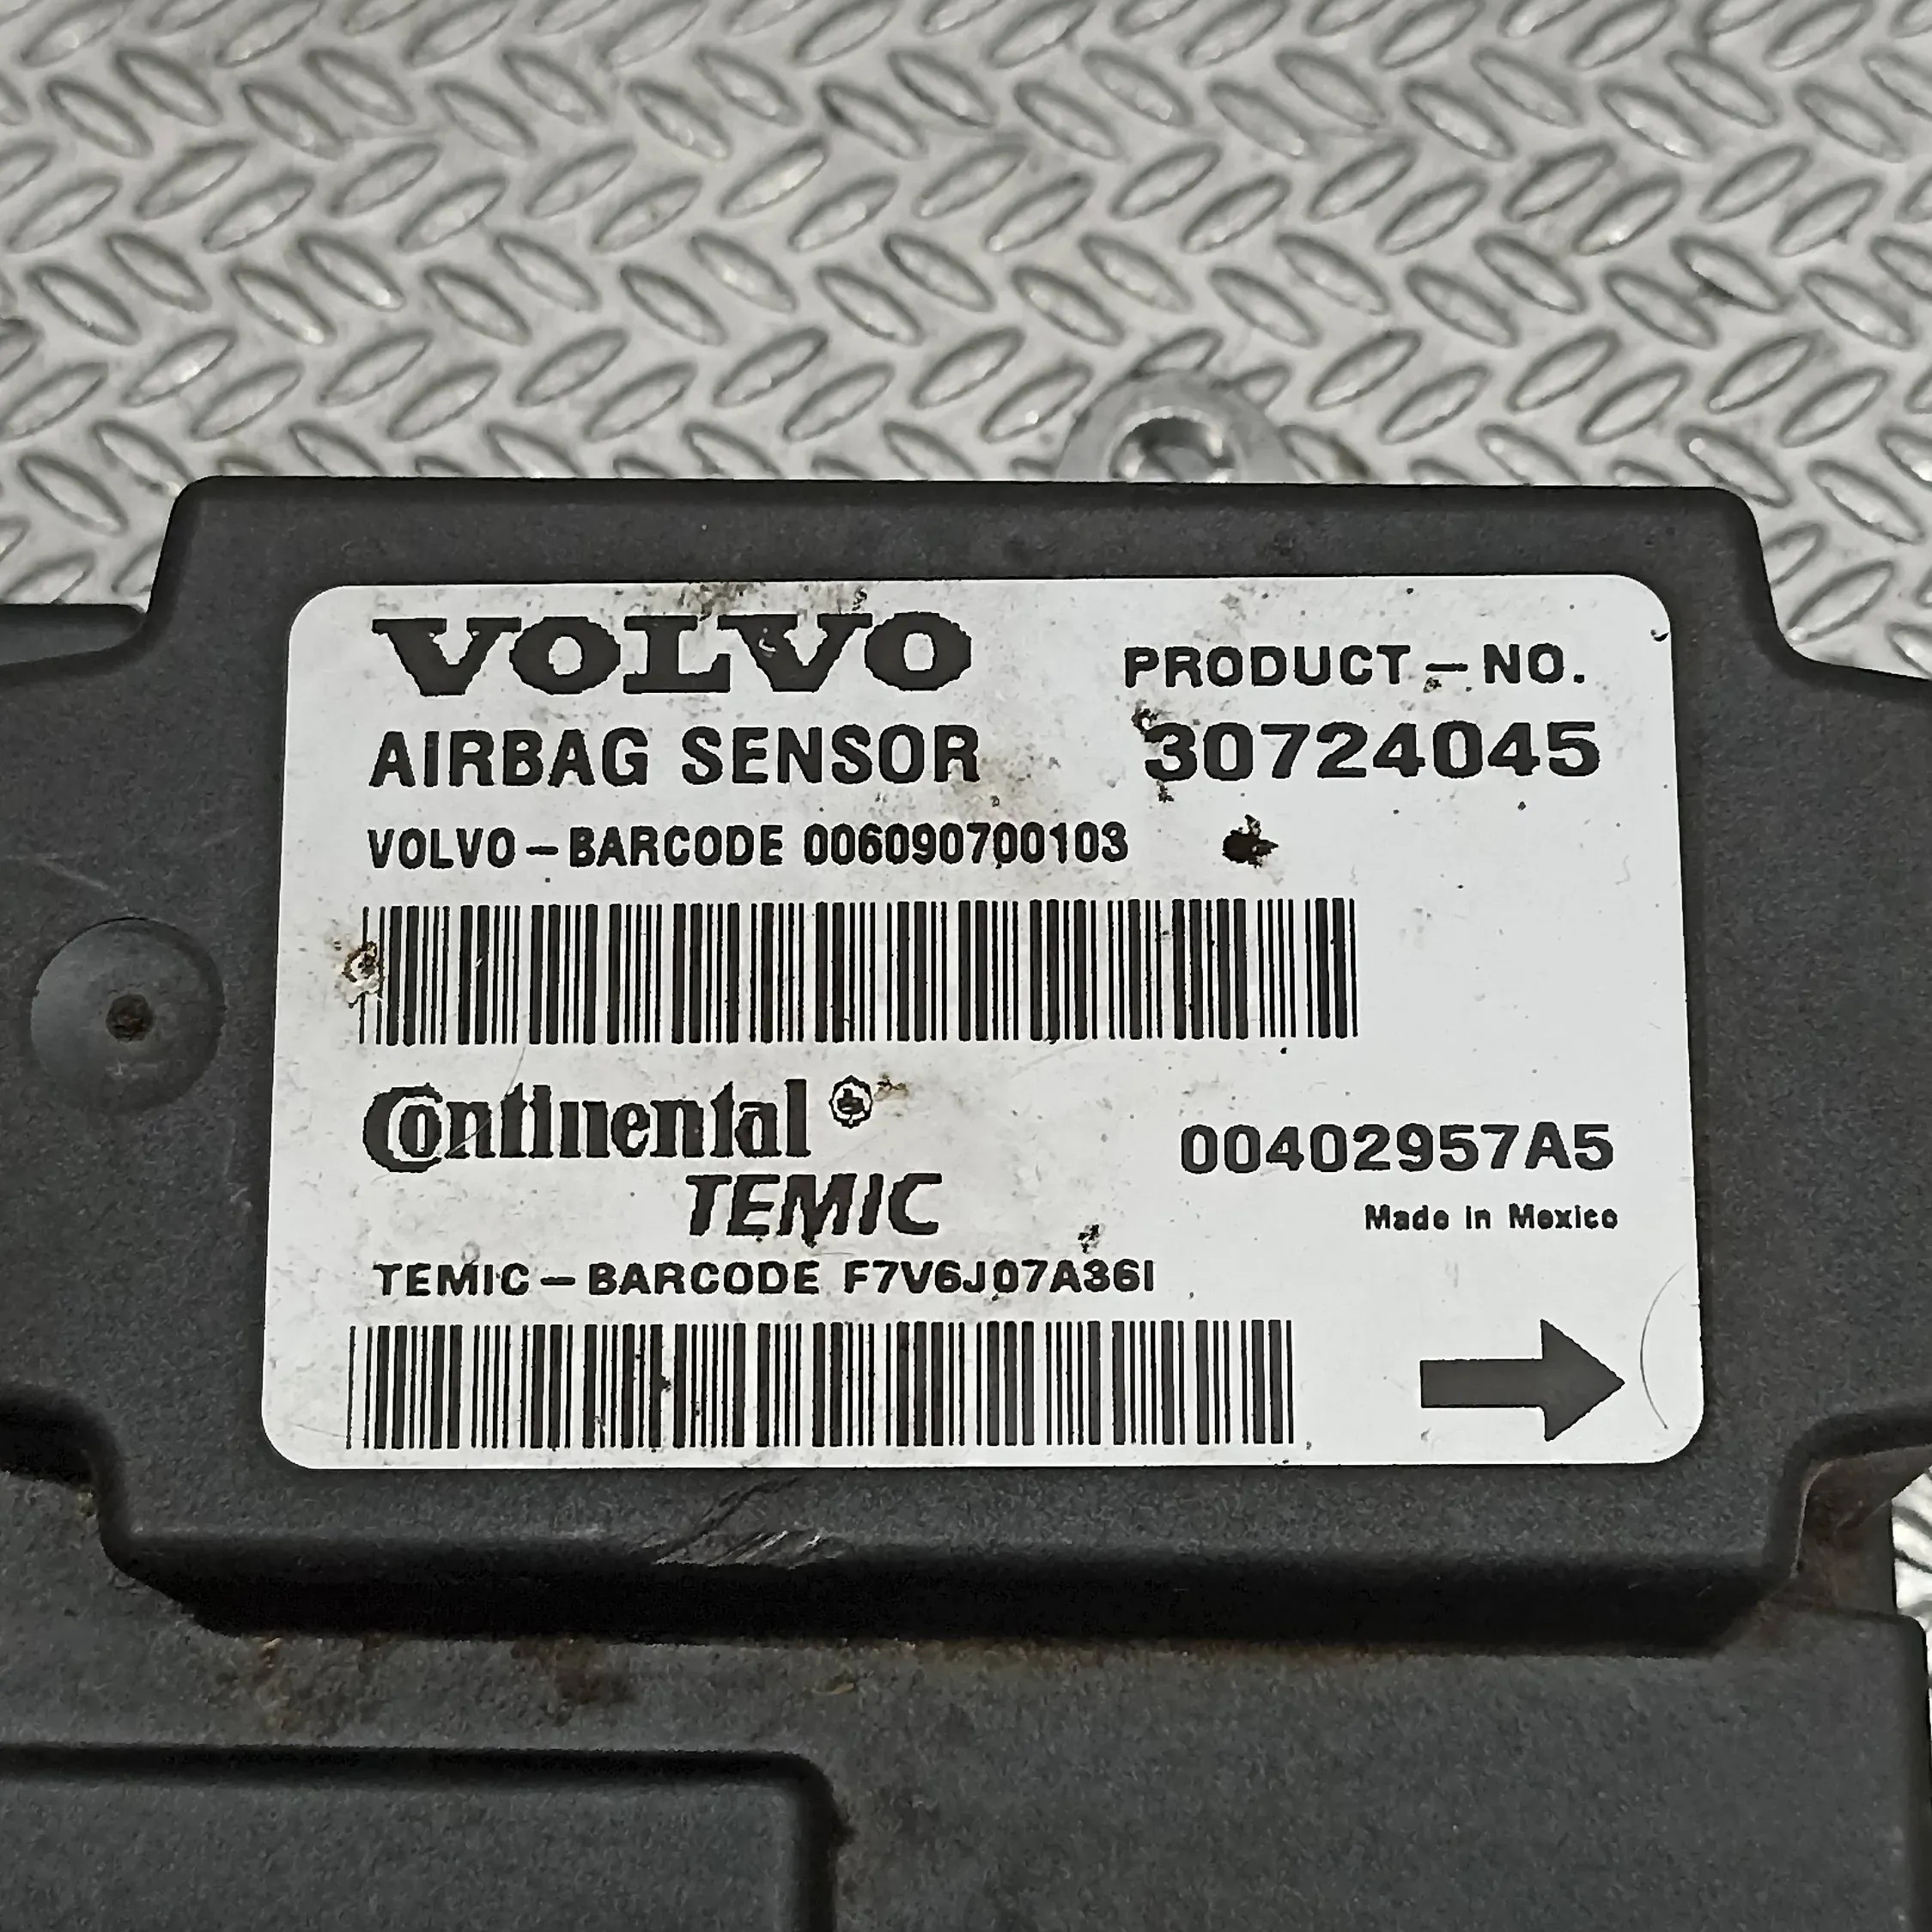 VOLVO
PRODUCT – NO.
AIRBAG SENSOR
30724045
VOLVO – BARCODE 006090700103
Continental ®
TEMIC
00402957A5
Made in Mexico
TEMIC – BARCODE F7V6J07A36I